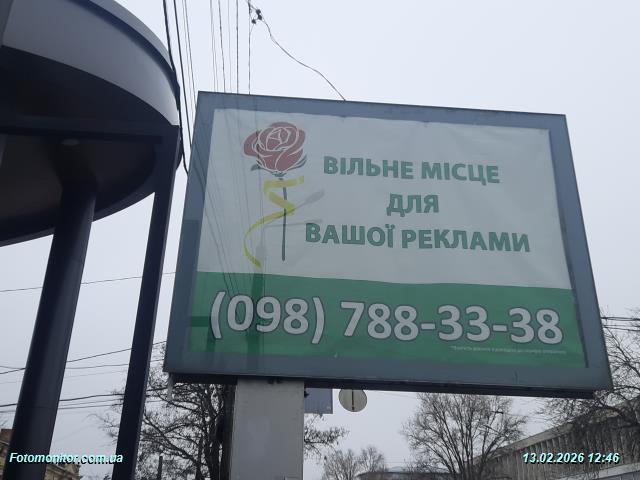 ВІЛЬНЕ МІСЦЕ
ДЛЯ
ВАШОЇ РЕКЛАМИ
(098) 788-33-38
Fotomonitor.com.ua
13.02.2026 12:46